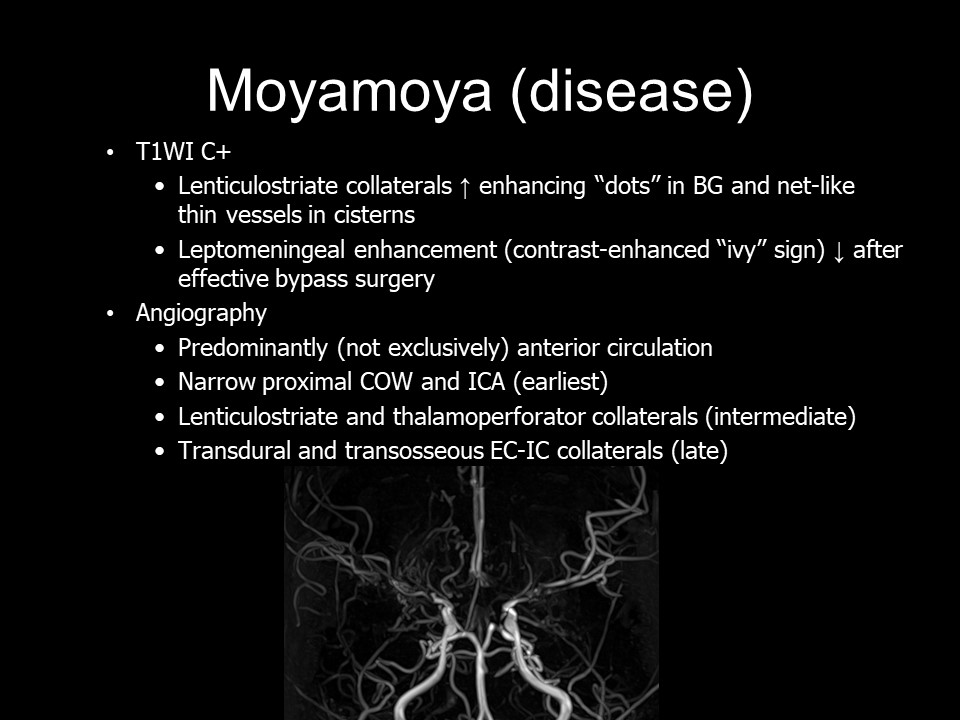 Moyamoya (disease)
• T1WI C+
• Lenticulostriate collaterals ↑ enhancing “dots” in BG and net-like
thin vessels in cisterns
• Leptomeningeal enhancement (contrast-enhanced “ivy” sign) ↓ after
effective bypass surgery
• Angiography
• Predominantly (not exclusively) anterior circulation
• Narrow proximal COW and ICA (earliest)
• Lenticulostriate and thalamoperforator collaterals (intermediate)
• Transdural and transosseous EC-IC collaterals (late)